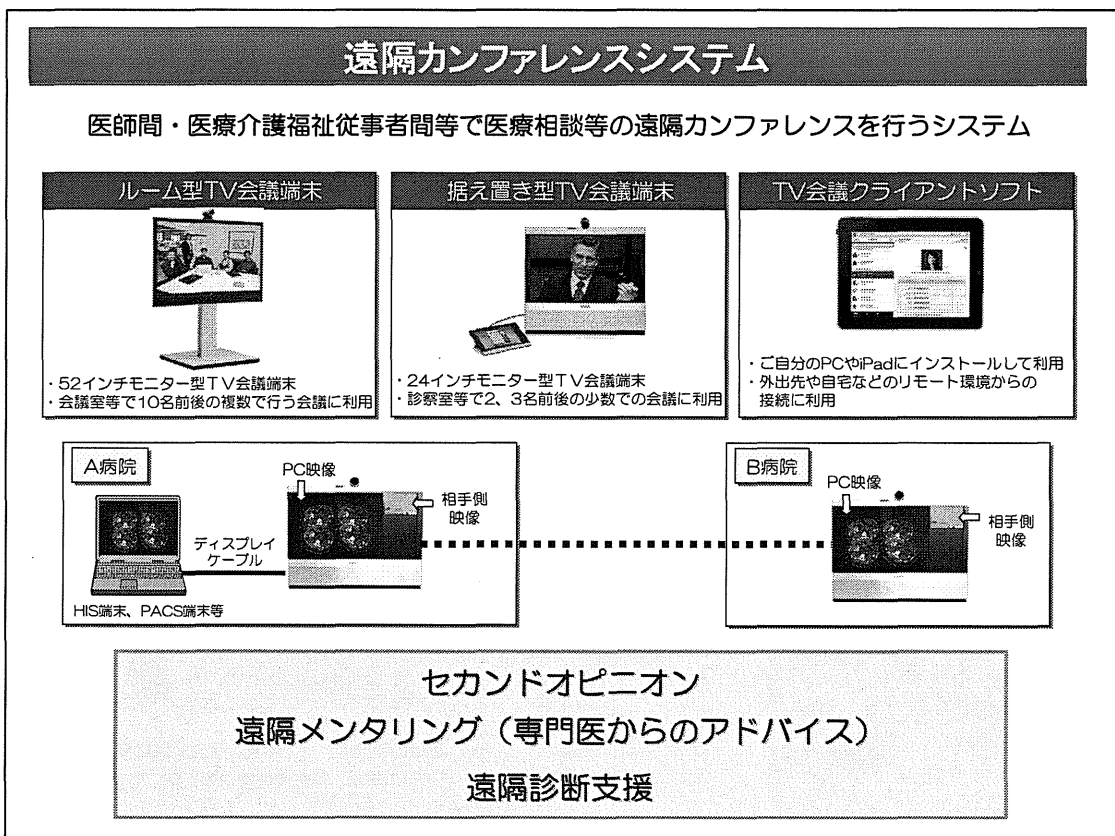 遠隔カンファレンスシステム
医師間・医療介護福祉従事者間等で医療相談等の遠隔カンファレンスを行うシステム
ルーム型TV会議端末
・52インチモニター型TV会議端末
・会議室等で10名前後の複数で行う会議に利用
据え置き型TV会議端末
・24インチモニター型TV会議端末
・診察室等で2、3名前後の少数での会議に利用
TV会議クライアントソフト
・ご自分のPCやiPadにインストールして利用
・外出先や自宅などのリモート環境からの
接続に利用
A病院
PC映像
相手側
映像
ディスプレイ
ケーブル
HIS端末、PACS端末等
B病院
PC映像
相手側
映像
セカンドオピニオン
遠隔メンタリング（専門医からのアドバイス）
遠隔診断支援